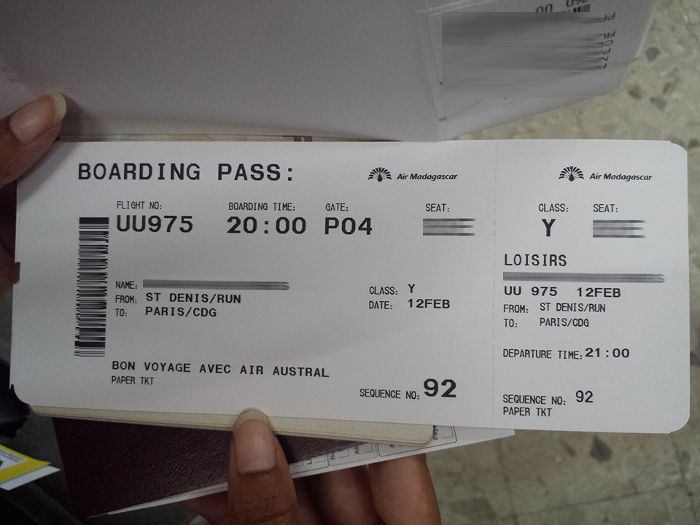 BOARDING PASS:
Air Madagascar
FLIGHT NO:
BOARDING TIME:
GATE:
SEAT:
UU975
20:00
P04
NAME:
FROM: ST DENIS/RUN
TO: PARIS/CDG
CLASS: Y
DATE: 12FEB
BON VOYAGE AVEC AIR AUSTRAL
PAPER TKT
SEQUENCE NO: 92
Air Madagascar
CLASS:
SEAT:
Y
LOISIRS
UU 975 12FEB
FROM: ST DENIS/RUN
TO: PARIS/CDG
DEPARTURE TIME: 21:00
SEQUENCE NO: 92
PAPER TKT